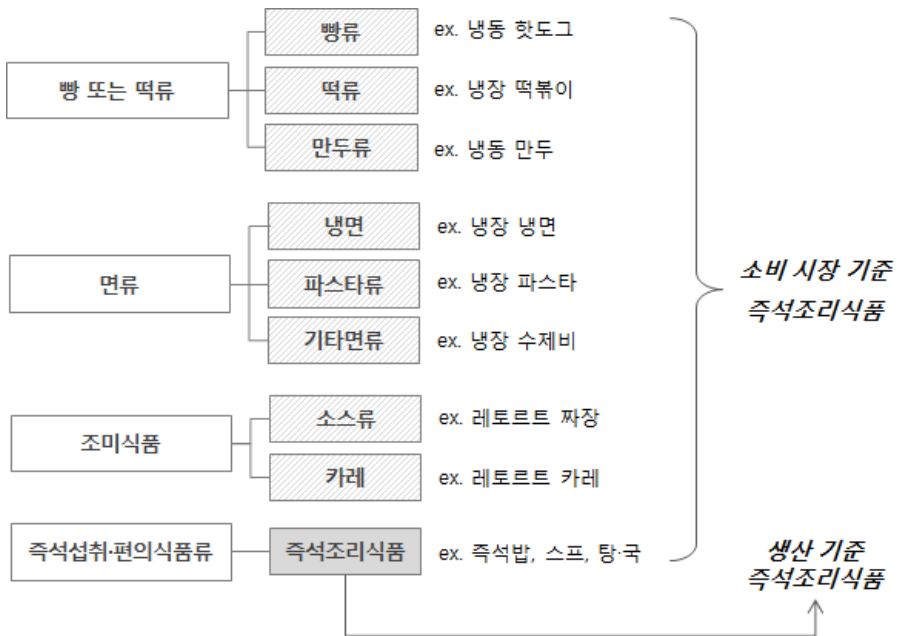 빵류 ex. 냉동 핫도그
빵 또는 떡류 떡류 ex. 냉장 떡볶이
만두류 ex. 냉동 만두
냉면 ex. 냉장 냉면
면류 파스타류 ex. 냉장 파스타
기타면류 ex. 냉장 수제비
소비 시장 기준
즉석조리식품
소스류 ex. 레토르트 짜장
조미식품
카레 ex. 레토르트 카레
즉석섭취·편의식품류 즉석조리식품 ex. 즉석밥, 스프, 탕·국
생산 기준
즉석조리식품